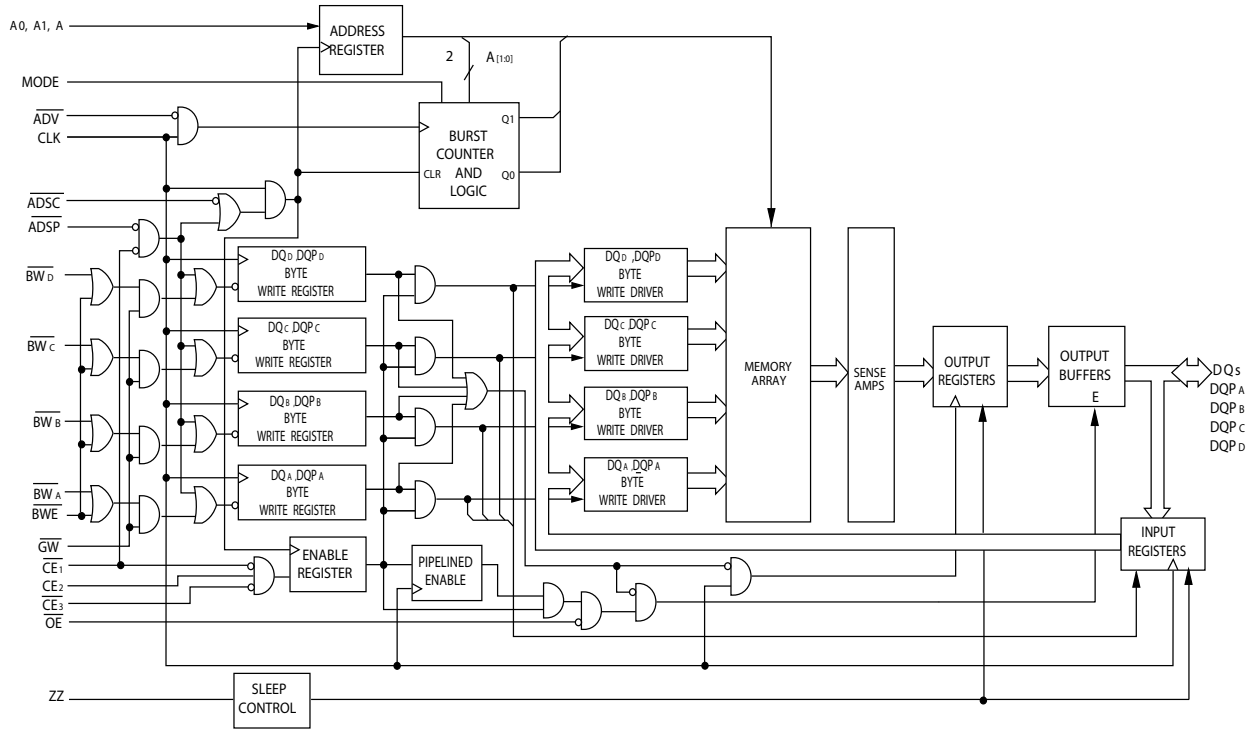 A0, A1, A
ADDRESS
REGISTER
2
A[1:0]
MODE
ADV
CLK
BURST
COUNTER
AND
LOGIC
CLR
Q1
Q0
ADSC
ADSP
BWD
BWC
BWB
BWA
BWE
GW
CE1
CE2
CE3
OE
ZZ
DQD ,DQPD
BYTE
WRITE REGISTER
DQC ,DQPC
BYTE
WRITE REGISTER
DQB ,DQPB
BYTE
WRITE REGISTER
DQA ,DQPA
BYTE
WRITE REGISTER
ENABLE
REGISTER
PIPELINED
ENABLE
SLEEP
CONTROL
DQD ,DQPD
BYTE
WRITE DRIVER
DQC ,DQPC
BYTE
WRITE DRIVER
DQB ,DQPB
BYTE
WRITE DRIVER
DQA ,DQPA
BYTE
WRITE DRIVER
MEMORY
ARRAY
SENSE
AMPS
OUTPUT
REGISTERS
OUTPUT
BUFFERS
E
DQs
DQPA
DQPB
DQPC
DQPD
INPUT
REGISTERS